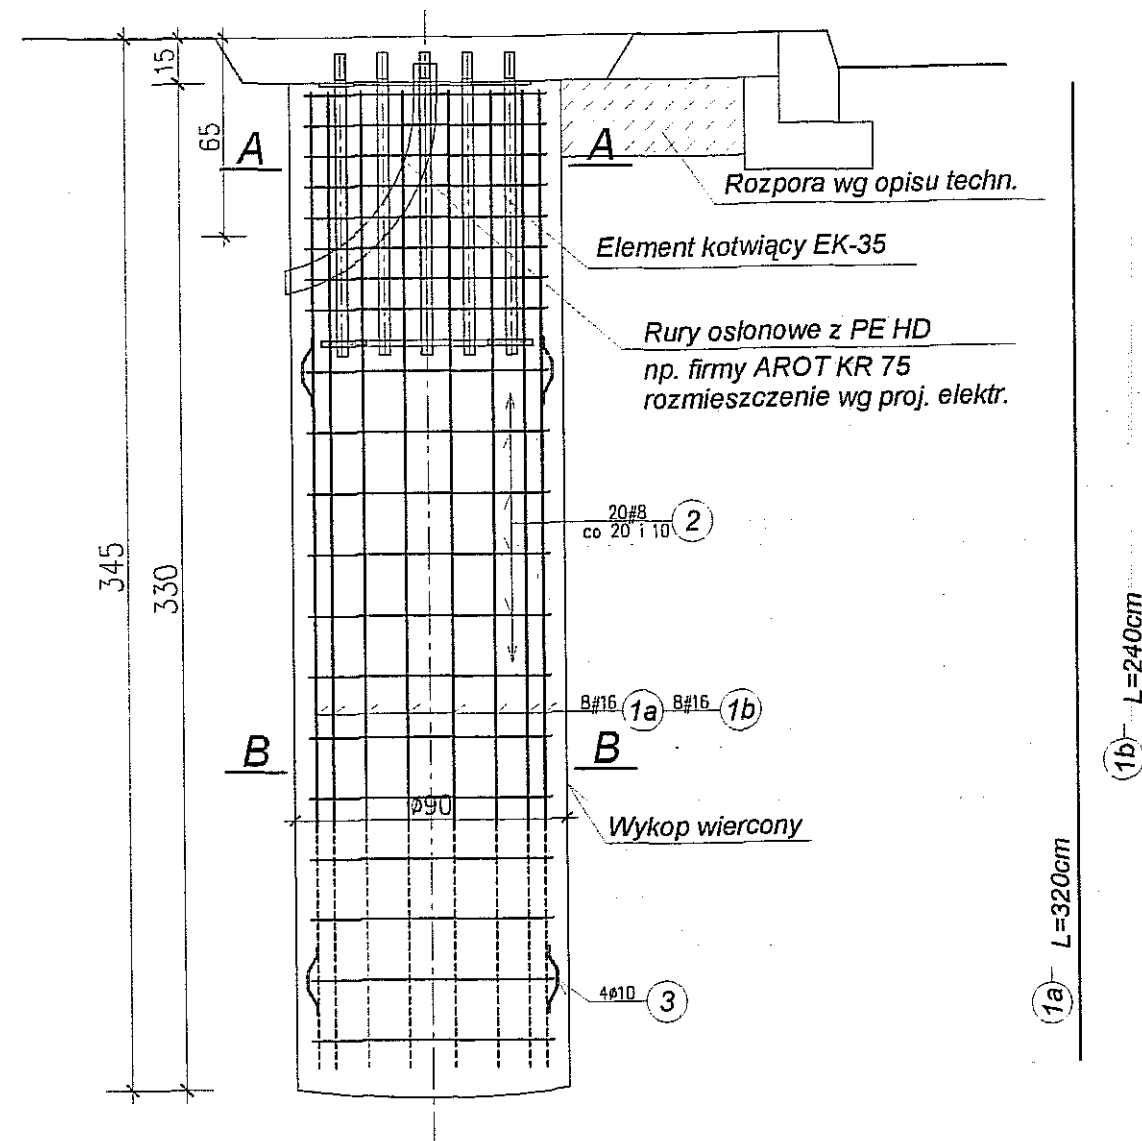 15
65
A
A
Rozpora wg opisu techn.
Element kotwiący EK-35
Rury osłonowe z PE HD
np. firmy AROT KR 75
rozmieszczenie wg proj. elektr.
20#8
co 20 i 10
2
345
330
8#16
1a
8#16
1b
B
B
ø90
Wykop wiercony
4ø10
3
1a
L=320cm
1b
L=240cm